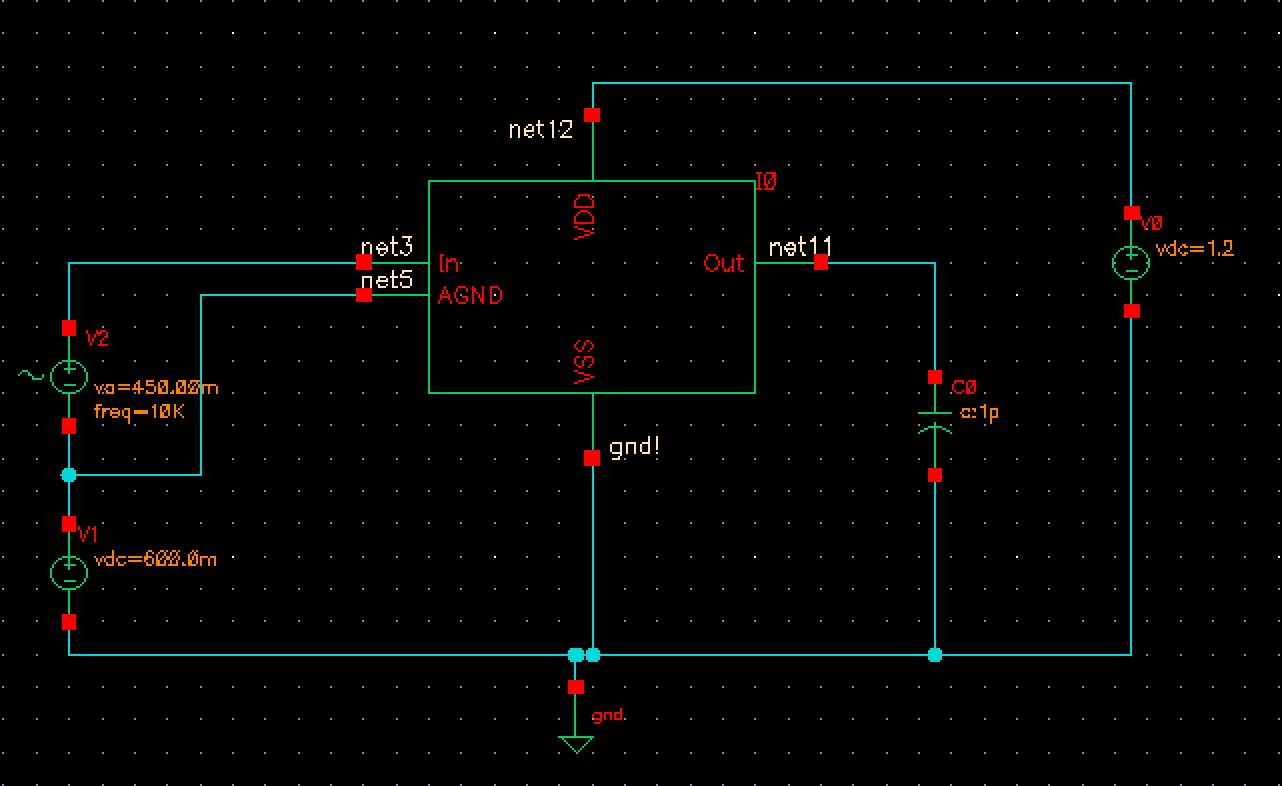 net12
I0
VDD
V0
vdc=1.2
net3
net11
In
Out
net5
AGND
V2
va=450.00m
freq=10K
VSS
C0
c:1p
gnd!
V1
vdc=600.0m
gnd